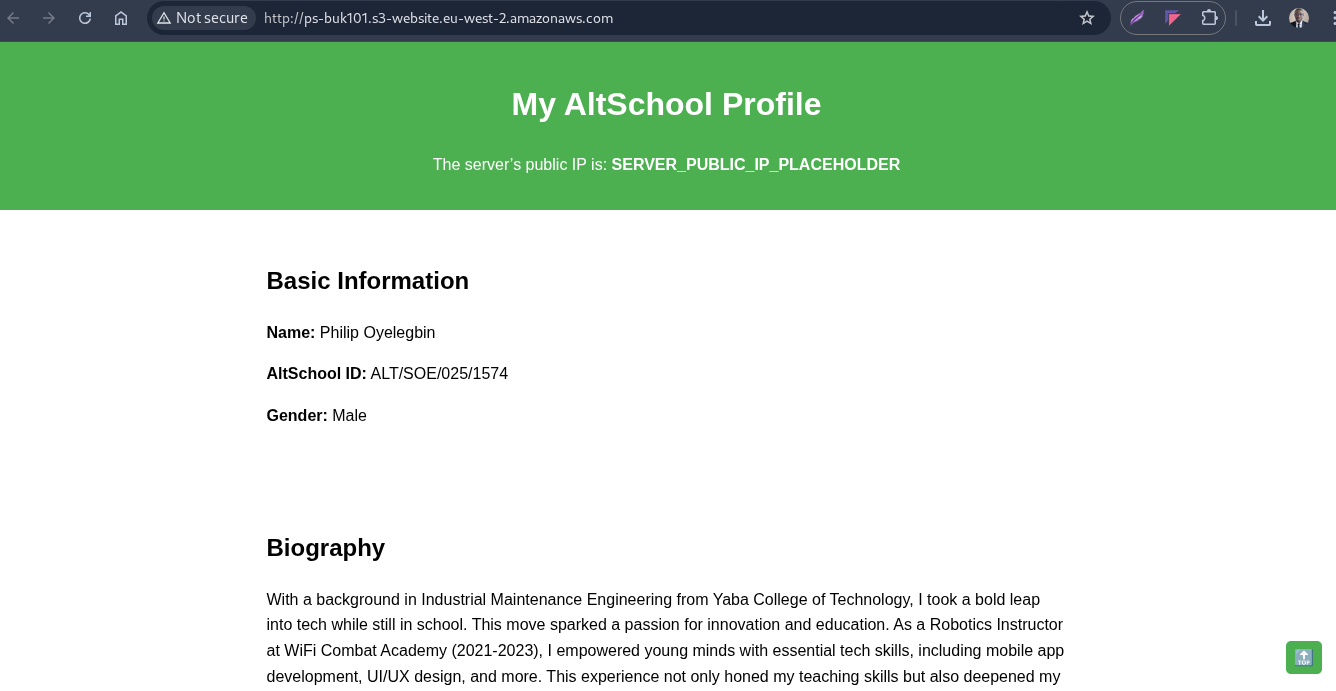 Not secure http://ps-buk101.s3-website.eu-west-2.amazonaws.com
My AltSchool Profile
The server’s public IP is: SERVER_PUBLIC_IP_PLACEHOLDER
Basic Information
Name: Philip Oyelegbin
AltSchool ID: ALT/SOE/025/1574
Gender: Male
Biography
With a background in Industrial Maintenance Engineering from Yaba College of Technology, I took a bold leap
into tech while still in school. This move sparked a passion for innovation and education. As a Robotics Instructor
at WiFi Combat Academy (2021-2023), I empowered young minds with essential tech skills, including mobile app
development, UI/UX design, and more. This experience not only honed my teaching skills but also deepened my
TOP